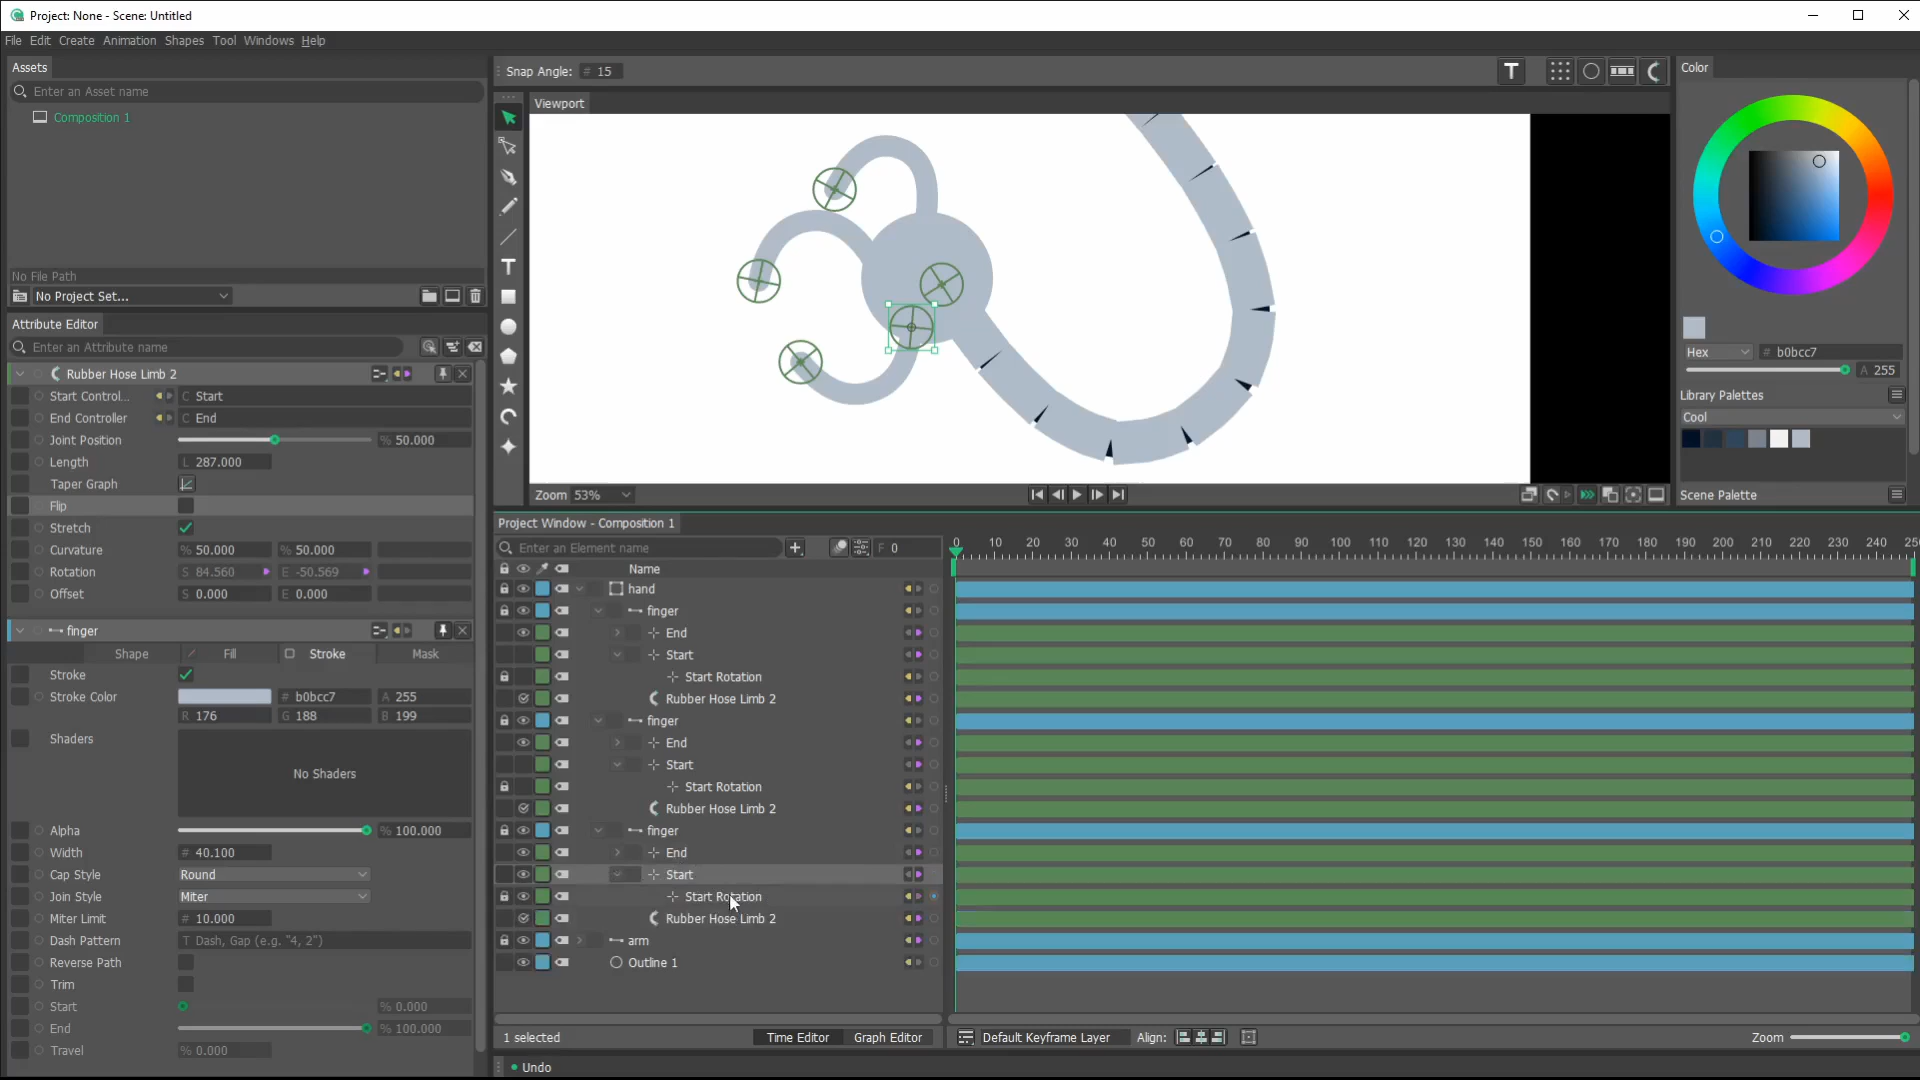 Project: None - Scene: Untitled
File Edit Create Animation Shapes Tool Windows Help
Assets
Enter an Asset name
Composition 1
No File Path
No Project Set...
Attribute Editor
Enter an Attribute name
Rubber Hose Limb 2
Start Control... C Start
End Controller C End
Joint Position % 50.000
Length L 287.000
Taper Graph
Flip
Stretch
Curvature % 50.000 % 50.000
Rotation S 84.560 E -50.569
Offset S 0.000 E 0.000
finger
Shape Fill Stroke Mask
Stroke
Stroke Color # b0bcc7 A 255
R 176 G 188 B 199
Shaders
No Shaders
Alpha % 100.000
Width # 40.100
Cap Style Round
Join Style Miter
Miter Limit # 10.000
Dash Pattern T Dash, Gap (e.g. "4, 2")
Reverse Path
Trim
Start % 0.000
End % 100.000
Travel % 0.000
Snap Angle: # 15
Viewport
Zoom 53%
Project Window - Composition 1
Enter an Element name F 0
0 10 20 30 40 50 60 70 80 90 100 110 120 130 140 150 160 170 180 190 200 210 220 230 240 250
Name
hand
finger
End
Start
Start Rotation
Rubber Hose Limb 2
finger
End
Start
Start Rotation
Rubber Hose Limb 2
finger
End
Start
Start Rotation
Rubber Hose Limb 2
arm
Outline 1
1 selected Time Editor Graph Editor Default Keyframe Layer Align: Zoom
Undo
Color
Hex # b0bcc7
A 255
Library Palettes
Cool
Scene Palette